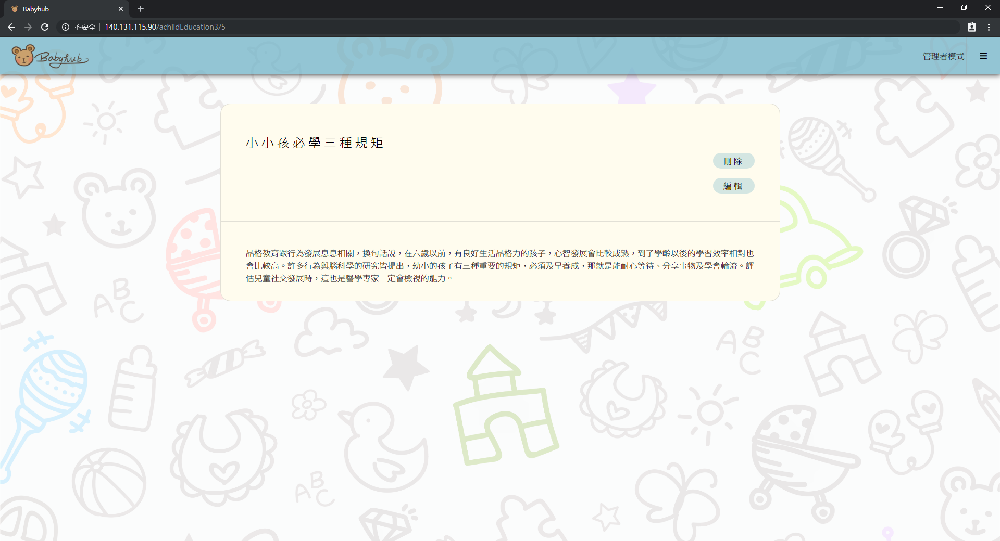 Babyhub
不安全 140.131.115.90/achildEducation3/5
Babyhub
管理者模式
小小孩必學三種規矩
刪除
編輯
品格教育跟行為發展息息相關，換句話說，在六歲以前，有良好生活品格力的孩子，心智發展會比較成熟，到了學齡以後的學習效率相對也
會比較高。許多行為與腦科學的研究皆提出，幼小的孩子有三種重要的規矩，必須及早養成，那就是能耐心等待、分享事物及學會輪流。評
估兒童社交發展時，這也是醫學專家一定會檢視的能力。
A B C
A B C
A B C